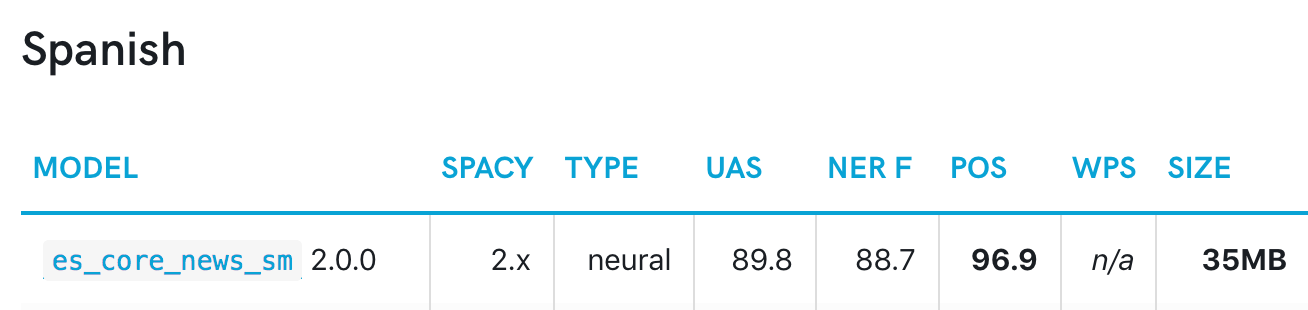 Spanish
MODEL SPACY TYPE UAS NER F POS WPS SIZE
es_core_news_sm 2.0.0 2.x neural 89.8 88.7 96.9 n/a 35MB